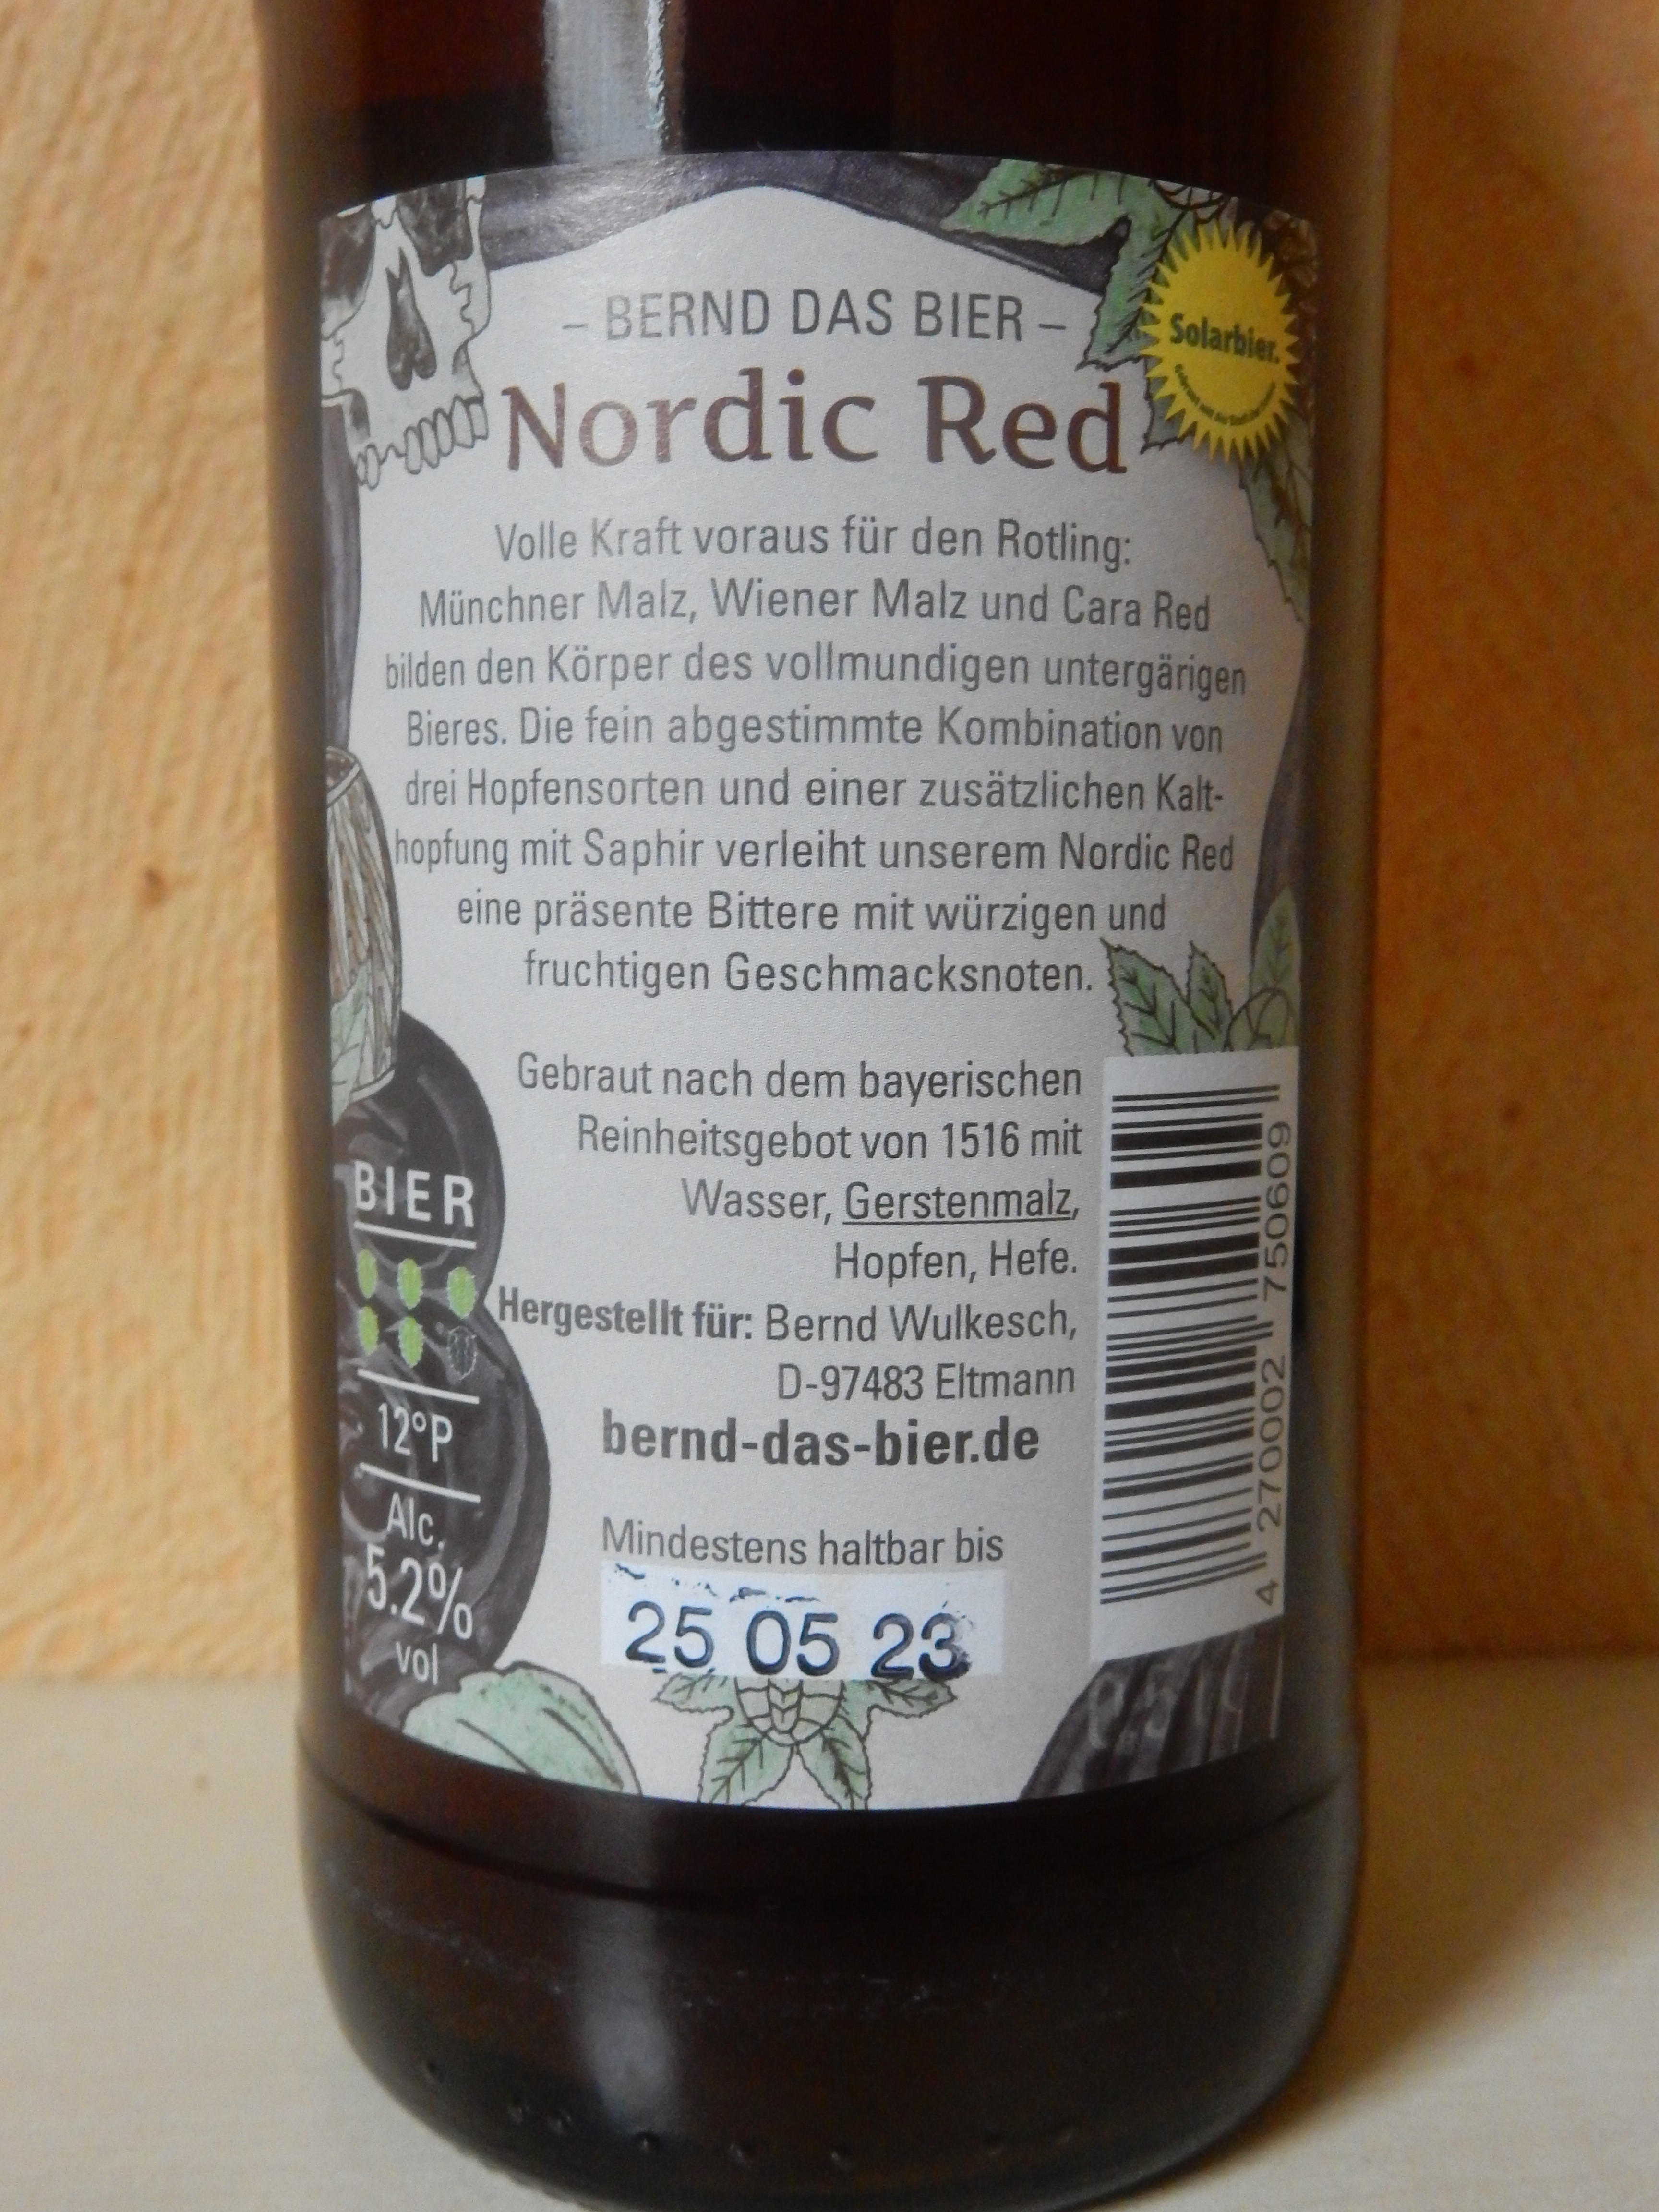 – BERND DAS BIER –
Solarbier.
Nordic Red
Volle Kraft voraus für den Rotling:
Münchner Malz, Wiener Malz und Cara Red
bilden den Körper des vollmundigen untergärigen
Bieres. Die fein abgestimmte Kombination von
drei Hopfensorten und einer zusätzlichen Kalt-
hopfung mit Saphir verleiht unserem Nordic Red
eine präsente Bittere mit würzigen und
fruchtigen Geschmacksnoten.
Gebraut nach dem bayerischen
Reinheitsgebot von 1516 mit
Wasser, Gerstenmalz,
Hopfen, Hefe.
Hergestellt für: Bernd Wulkesch,
D-97483 Eltmann
bernd-das-bier.de
Mindestens haltbar bis
25 05 23
BIER
12°P
Alc.
5.2%
vol
4 270002 750609